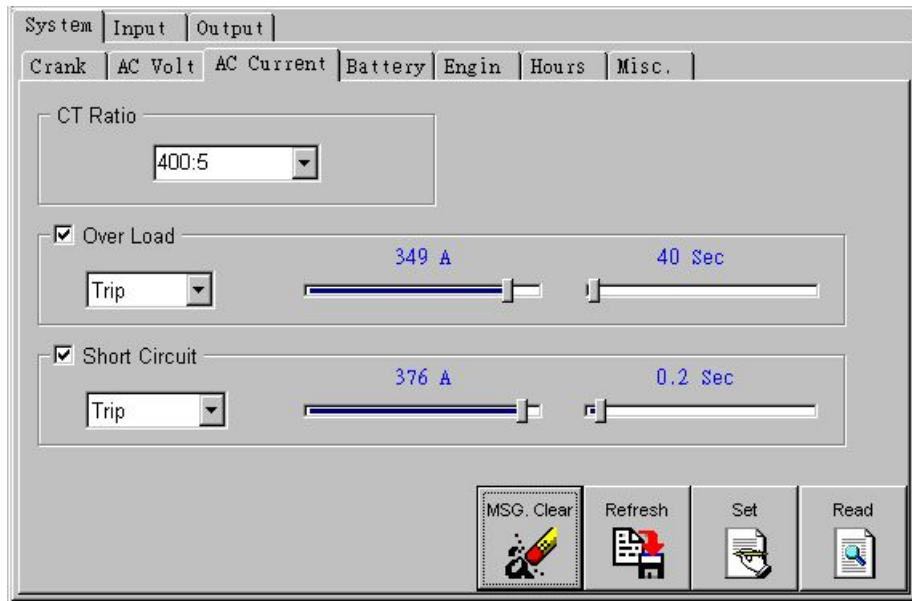 System Input Output
Crank AC Volt AC Current Battery Engin Hours Misc.
CT Ratio
400:5
Over Load
349 A 40 Sec
Trip
Short Circuit
376 A 0.2 Sec
Trip
MSG. Clear Refresh Set Read